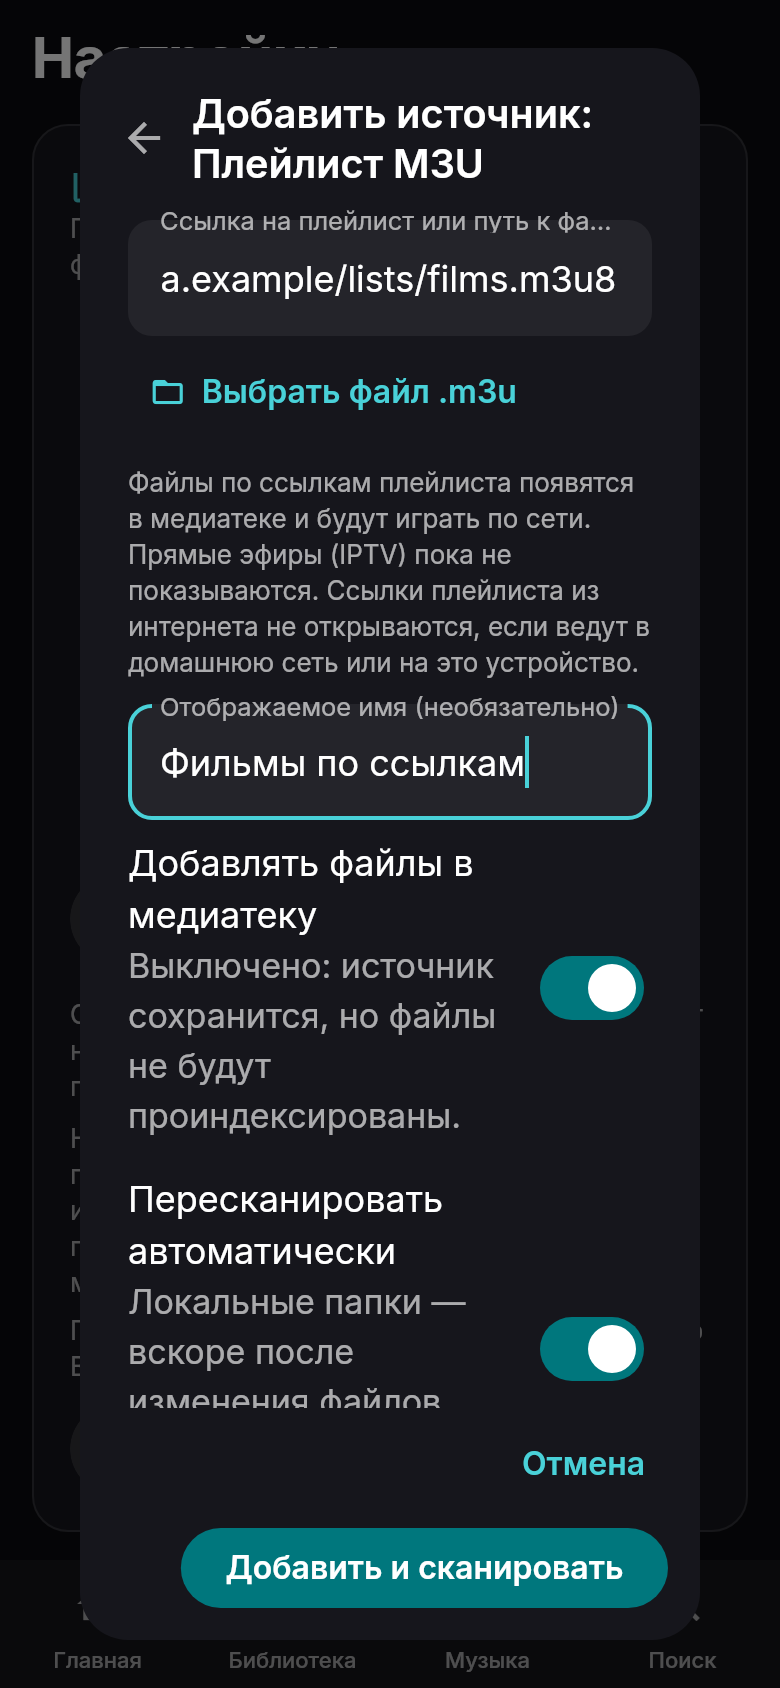 Добавить источник:
Плейлист M3U
Ссылка на плейлист или путь к фа...
a.example/lists/films.m3u8
Выбрать файл .m3u
Файлы по ссылкам плейлиста появятся
в медиатеке и будут играть по сети.
Прямые эфиры (IPTV) пока не
показываются. Ссылки плейлиста из
интернета не открываются, если ведут в
домашнюю сеть или на это устройство.
Отображаемое имя (необязательно)
Фильмы по ссылкам
Добавлять файлы в
медиатеку
Выключено: источник
сохранится, но файлы
не будут
проиндексированы.
Пересканировать
автоматически
Локальные папки —
вскоре после
изменения файлов
Отмена
Добавить и сканировать
Главная
Библиотека
Музыка
Поиск